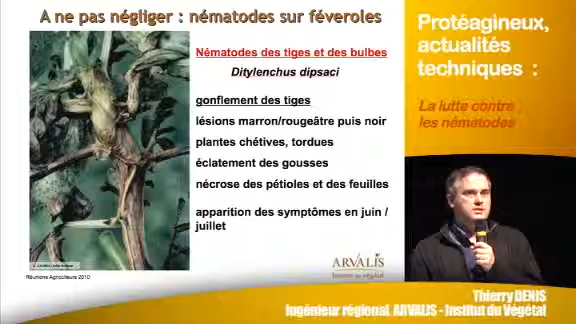 A ne pas négliger : nématodes sur féveroles
Nématodes des tiges et des bulbes
Ditylenchus dipsaci
gonflement des tiges
lésions marron/rougeâtre puis noir
plantes chétives, tordues
éclatement des gousses
nécrose des pétioles et des feuilles
apparition des symptômes en juin /
juillet
ARVALIS
Institut du végétal
Réunions Agriculteurs 2010
Protéagineux,
actualités
techniques :
La lutte contre
les nématodes
Thierry DENIS
Ingénieur régional, ARVALIS - Institut du Végétal